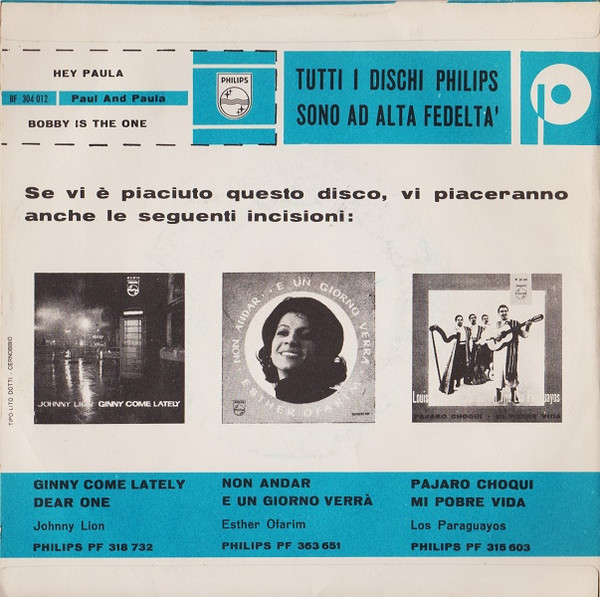 HEY PAULA
BF 304 012 Paul And Paula
BOBBY IS THE ONE
PHILIPS
TUTTI I DISCHI PHILIPS
SONO AD ALTA FEDELTA'
p
Se vi è piaciuto questo disco, vi piaceranno
anche le seguenti incisioni:
JOHNNY LION GINNY COME LATELY
NON ANDAR... E UN GIORNO VERRÀ
ESTHER OFARIM
Louis
Los Paraguayos
PAJARO CHOQUI - MI POBRE VIDA
TIPO-LITO DOTTI - CERNOBBIO
GINNY COME LATELY
DEAR ONE
Johnny Lion
PHILIPS PF 318 732
NON ANDAR
E UN GIORNO VERRÀ
Esther Ofarim
PHILIPS PF 363 651
PAJARO CHOQUI
MI POBRE VIDA
Los Paraguayos
PHILIPS PF 315 603